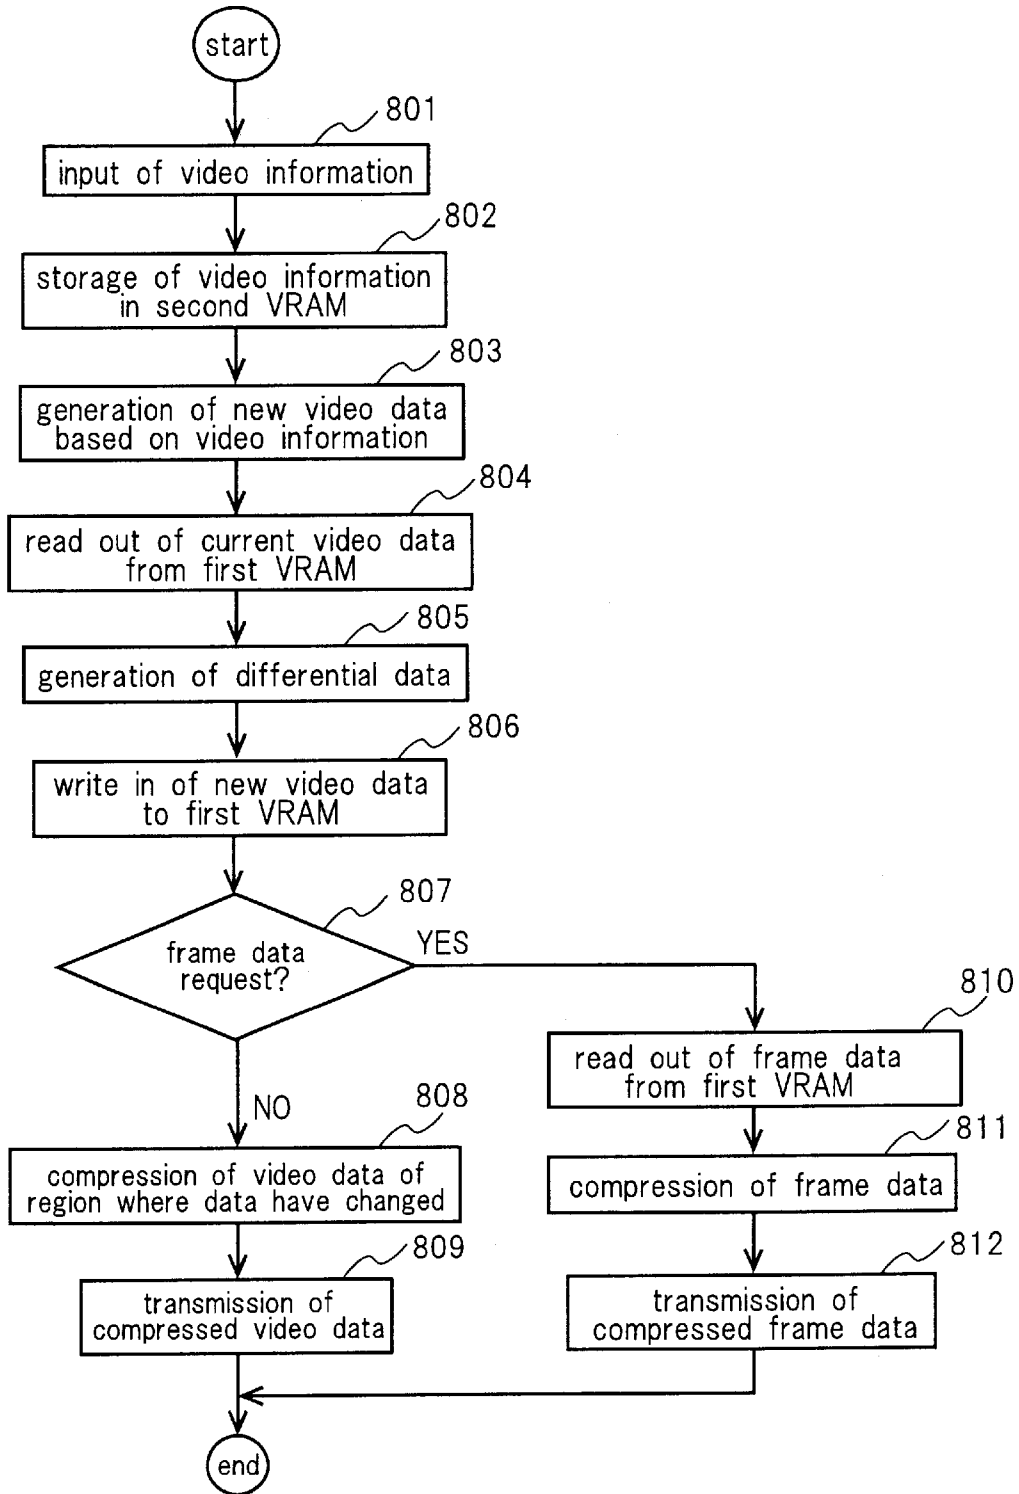 start
801
input of video information
802
storage of video information
in second VRAM
803
generation of new video data
based on video information
804
read out of current video data
from first VRAM
805
generation of differential data
806
write in of new video data
to first VRAM
807
frame data
request?
YES
NO
808
compression of video data of
region where data have changed
809
transmission of
compressed video data
810
read out of frame data
from first VRAM
811
compression of frame data
812
transmission of
compressed frame data
end